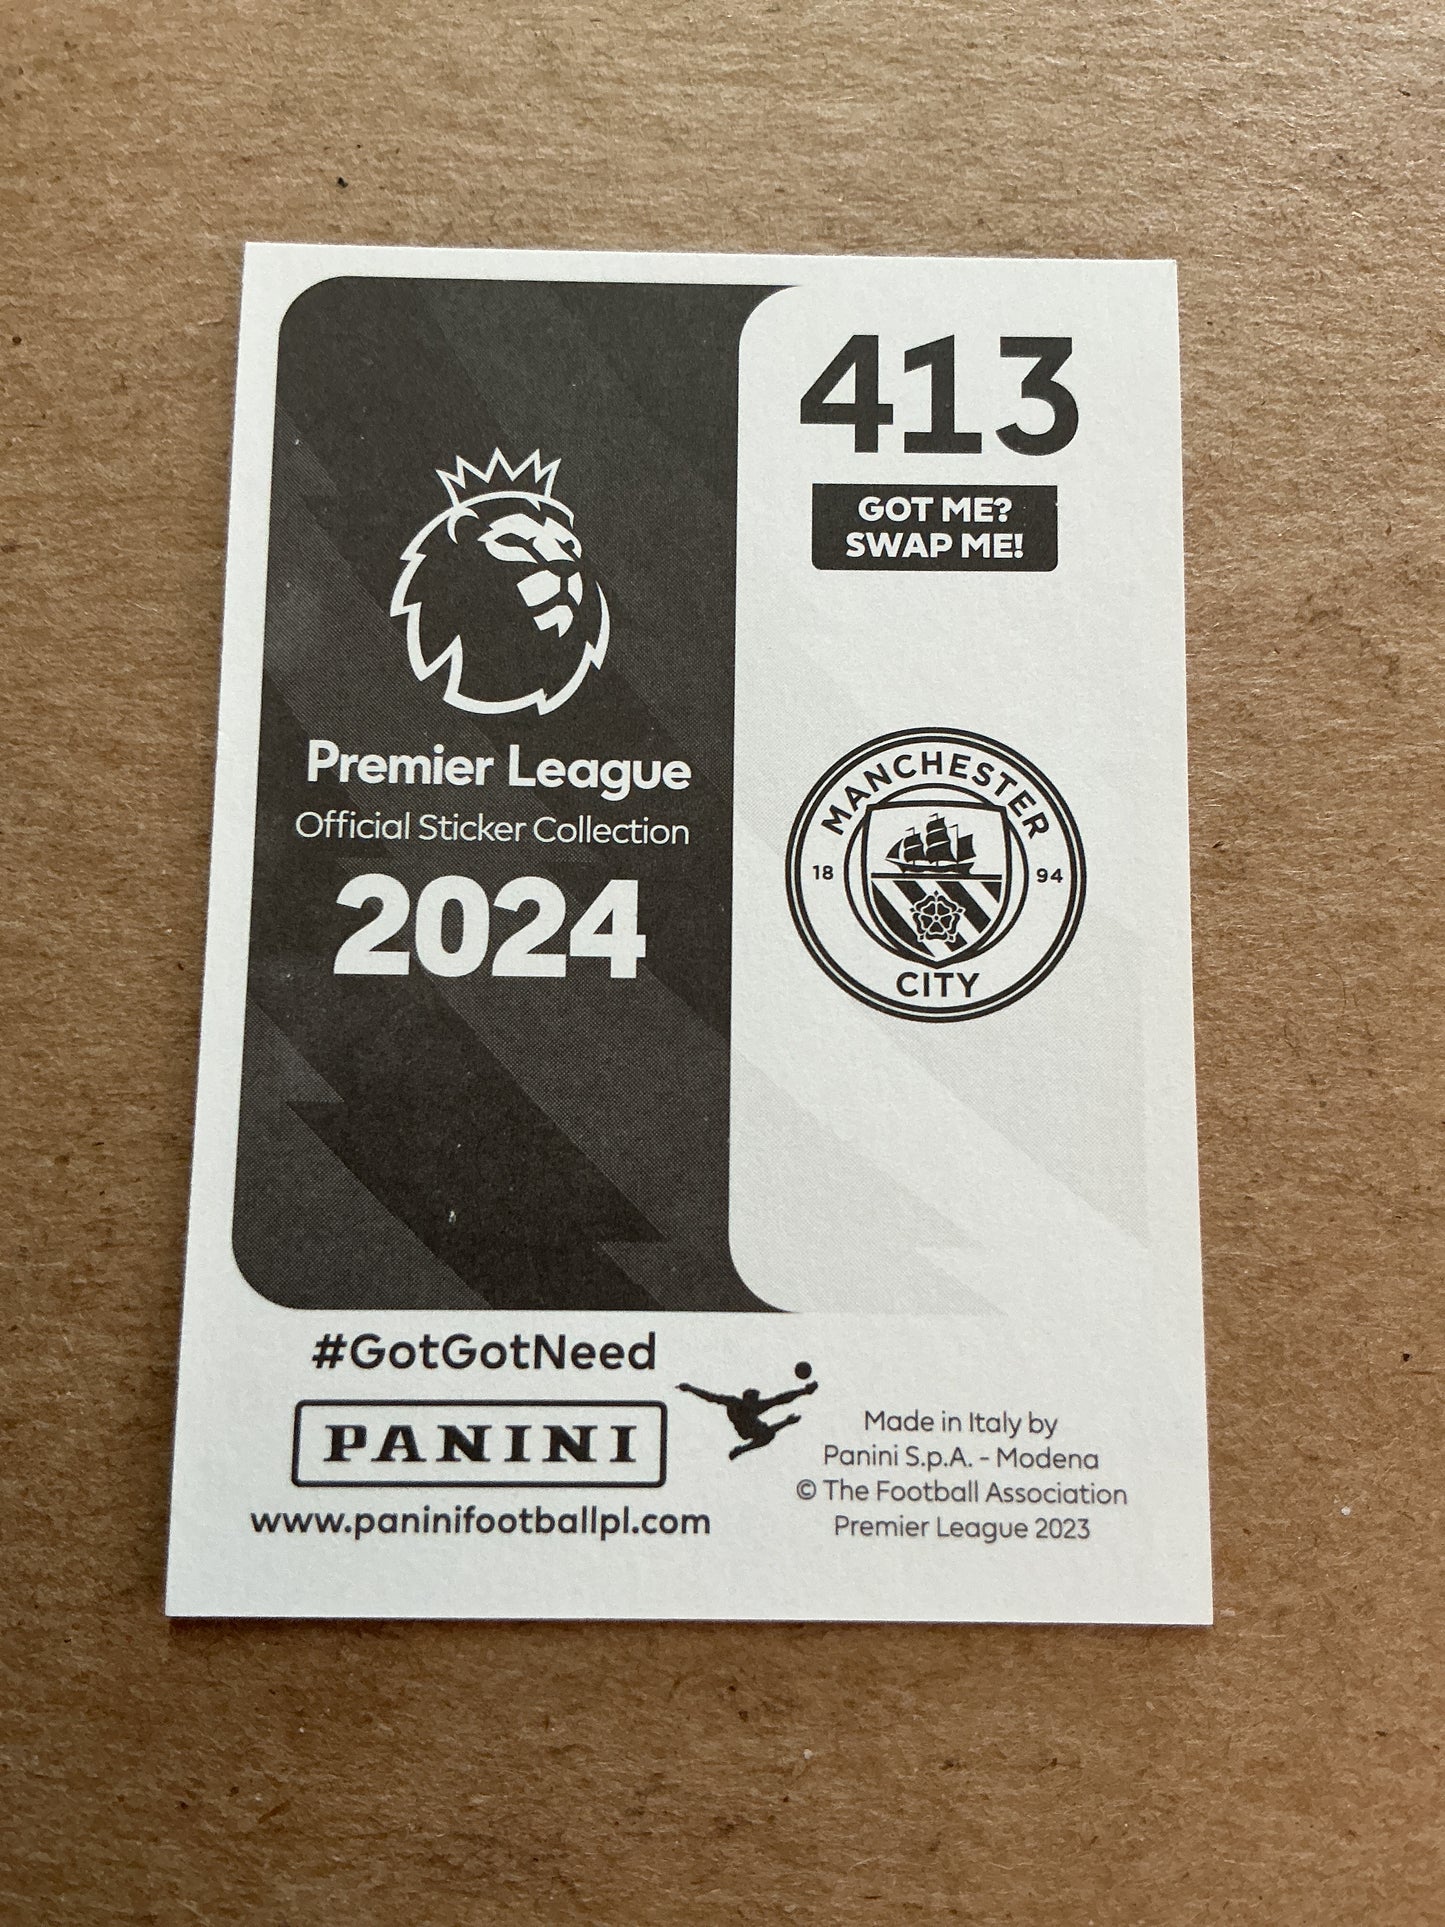 413
GOT ME?
SWAP ME!
Premier League
Official Sticker Collection
2024
MANCHESTER
18 94
CITY
#GotGotNeed
PANINI
www.paninifootballpl.com
Made in Italy by
Panini S.p.A. - Modena
© The Football Association
Premier League 2023